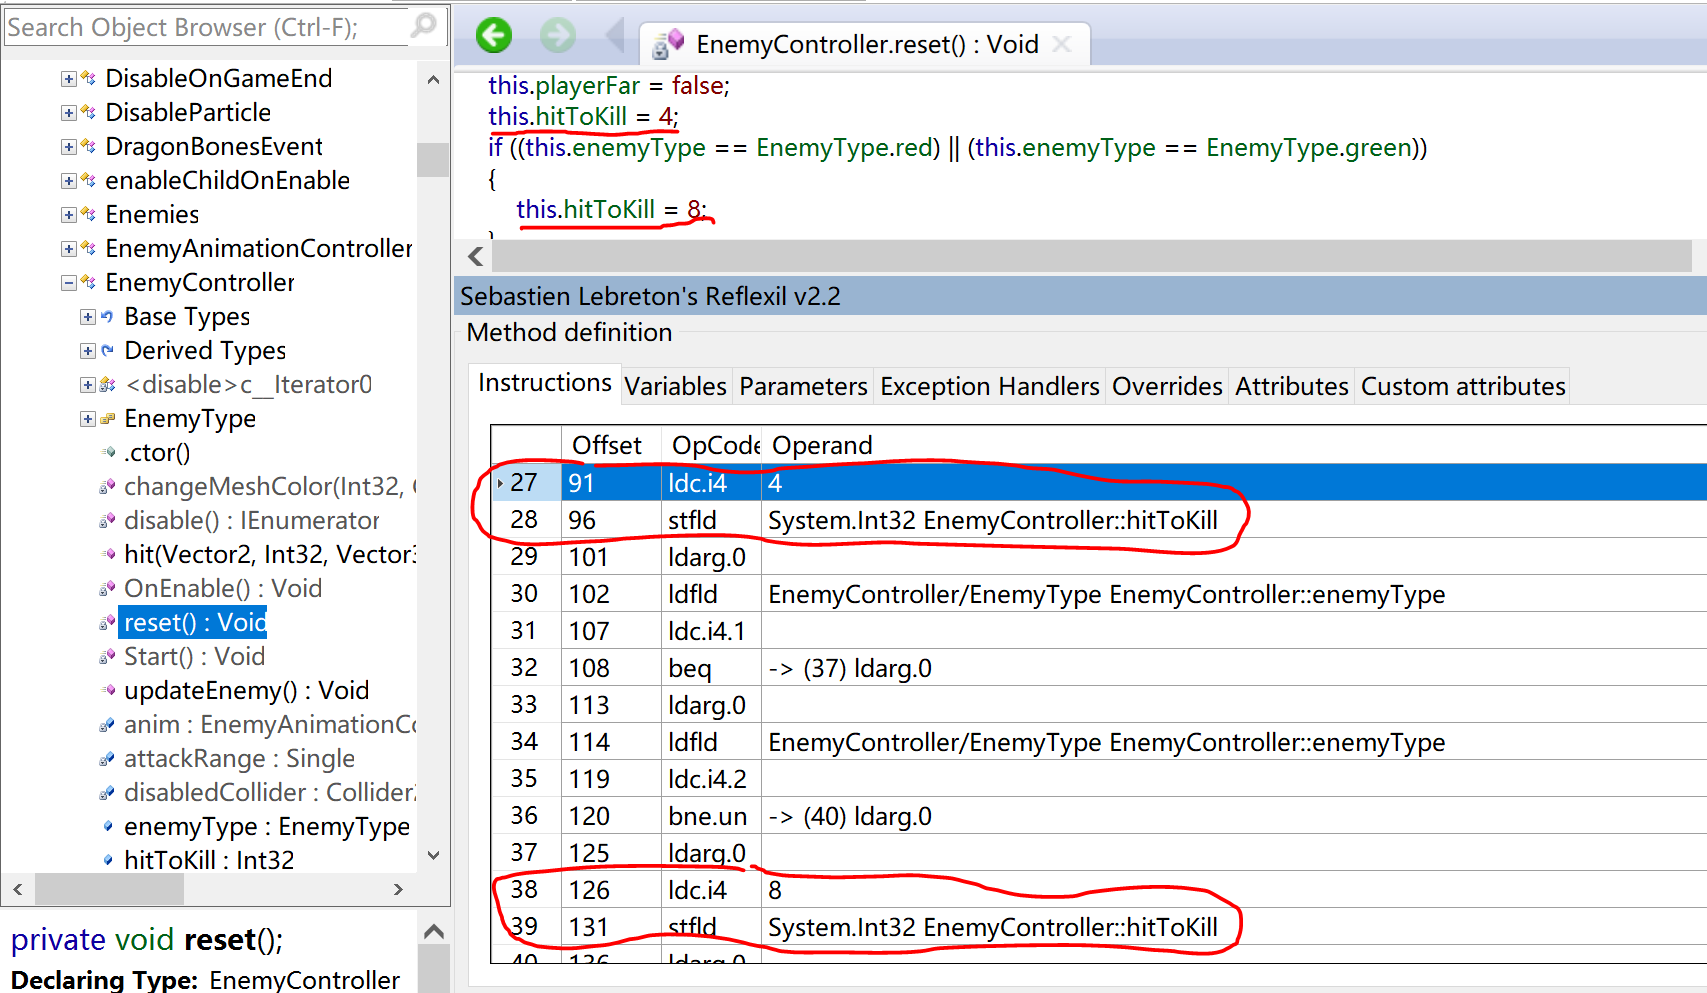 Search Object Browser (Ctrl-F);
DisableOnGameEnd
DisableParticle
DragonBonesEvent
enableChildOnEnable
Enemies
EnemyAnimationController
EnemyController
Base Types
Derived Types
<disable>c__Iterator0
EnemyType
.ctor()
changeMeshColor(Int32,
disable() : IEnumerator
hit(Vector2, Int32, Vector3
OnEnable() : Void
reset() : Void
Start() : Void
updateEnemy() : Void
anim : EnemyAnimationCo
attackRange : Single
disabledCollider : Collider2
enemyType : EnemyType
hitToKill : Int32
private void reset();
Declaring Type: EnemyController
EnemyController.reset() : Void
this.playerFar = false;
this.hitToKill = 4;
if ((this.enemyType == EnemyType.red) || (this.enemyType == EnemyType.green))
{
this.hitToKill = 8;
}
Sebastien Lebreton's Reflexil v2.2
Method definition
Instructions Variables Parameters Exception Handlers Overrides Attributes Custom attributes
Offset OpCode Operand
27 91 ldc.i4 4
28 96 stfld System.Int32 EnemyController::hitToKill
29 101 ldarg.0
30 102 ldfld EnemyController/EnemyType EnemyController::enemyType
31 107 ldc.i4.1
32 108 beq -> (37) ldarg.0
33 113 ldarg.0
34 114 ldfld EnemyController/EnemyType EnemyController::enemyType
35 119 ldc.i4.2
36 120 bne.un -> (40) ldarg.0
37 125 ldarg.0
38 126 ldc.i4 8
39 131 stfld System.Int32 EnemyController::hitToKill
40 136 ldarg.0